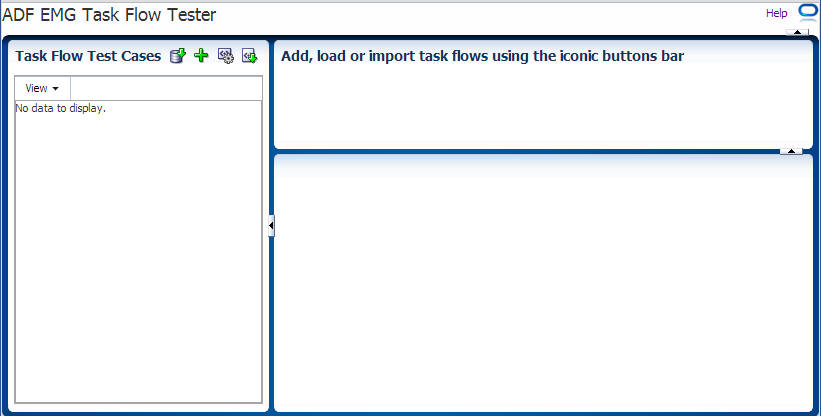 ADF EMG Task Flow Tester
Help
Task Flow Test Cases
View
No data to display.
Add, load or import task flows using the iconic buttons bar